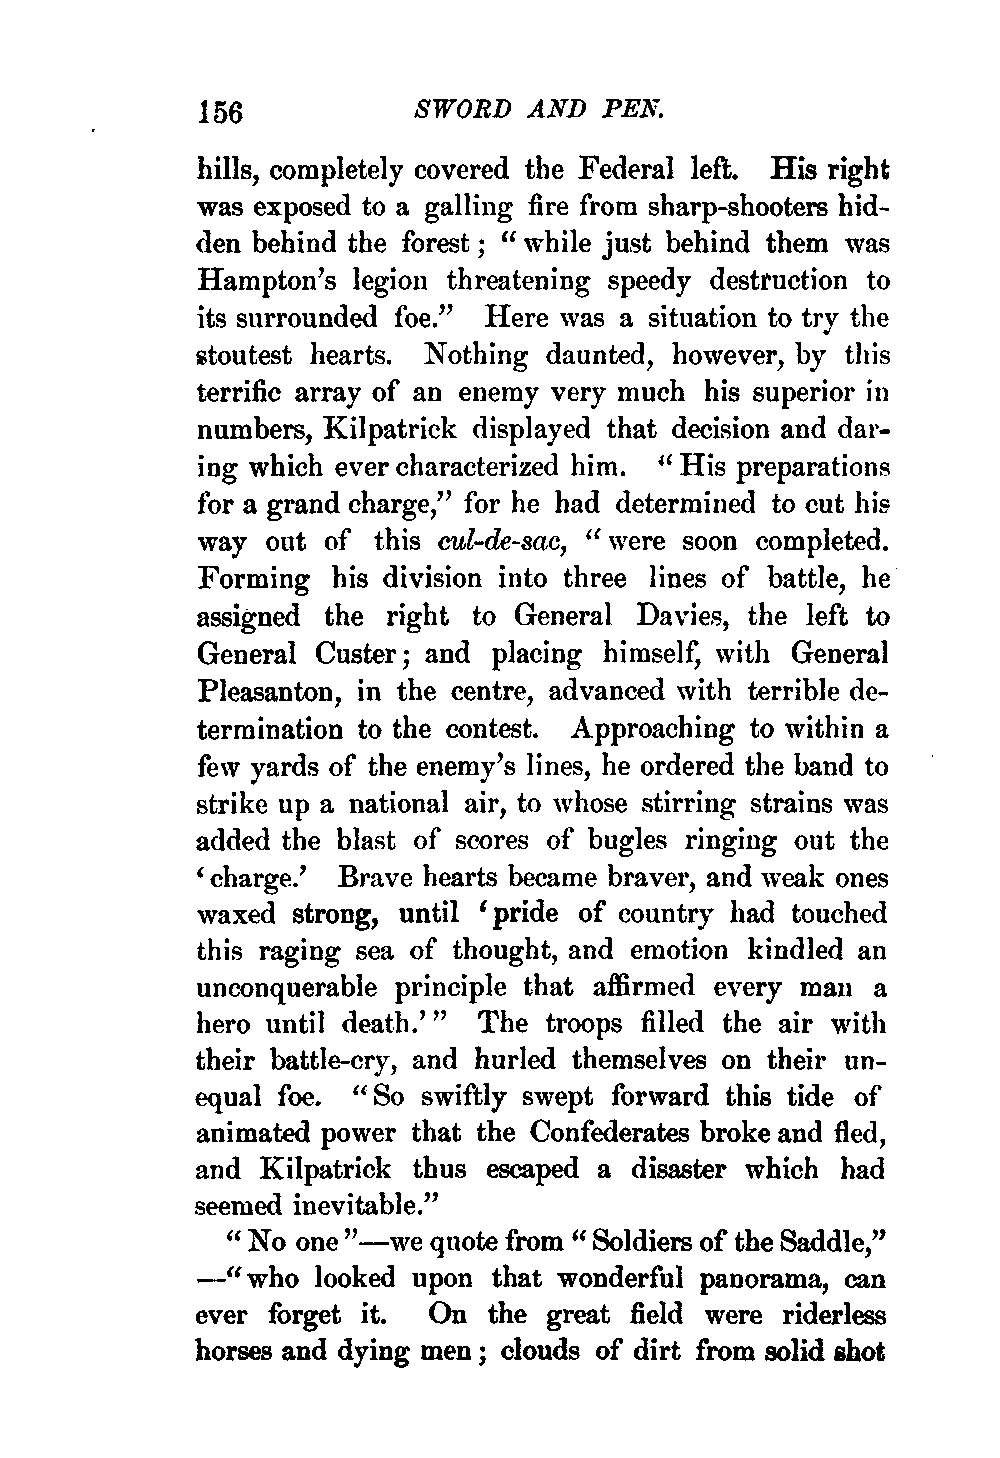 156 SWORD AND PEN.
hills, completely covered the Federal left. His right
was exposed to a galling fire from sharp-shooters hid-
den behind the forest; "while just behind them was
Hampton's legion threatening speedy destruction to
its surrounded foe." Here was a situation to try the
stoutest hearts. Nothing daunted, however, by this
terrific array of an enemy very much his superior in
numbers, Kilpatrick displayed that decision and dar-
ing which ever characterized him. "His preparations
for a grand charge," for he had determined to cut his
way out of this cul-de-sac, "were soon completed.
Forming his division into three lines of battle, he
assigned the right to General Davies, the left to
General Custer; and placing himself, with General
Pleasanton, in the centre, advanced with terrible de-
termination to the contest. Approaching to within a
few yards of the enemy's lines, he ordered the band to
strike up a national air, to whose stirring strains was
added the blast of scores of bugles ringing out the
'charge.' Brave hearts became braver, and weak ones
waxed strong, until 'pride of country had touched
this raging sea of thought, and emotion kindled an
unconquerable principle that affirmed every man a
hero until death.'" The troops filled the air with
their battle-cry, and hurled themselves on their un-
equal foe. "So swiftly swept forward this tide of
animated power that the Confederates broke and fled,
and Kilpatrick thus escaped a disaster which had
seemed inevitable."
"No one"—we quote from "Soldiers of the Saddle,"
—"who looked upon that wonderful panorama, can
ever forget it. On the great field were riderless
horses and dying men; clouds of dirt from solid shot